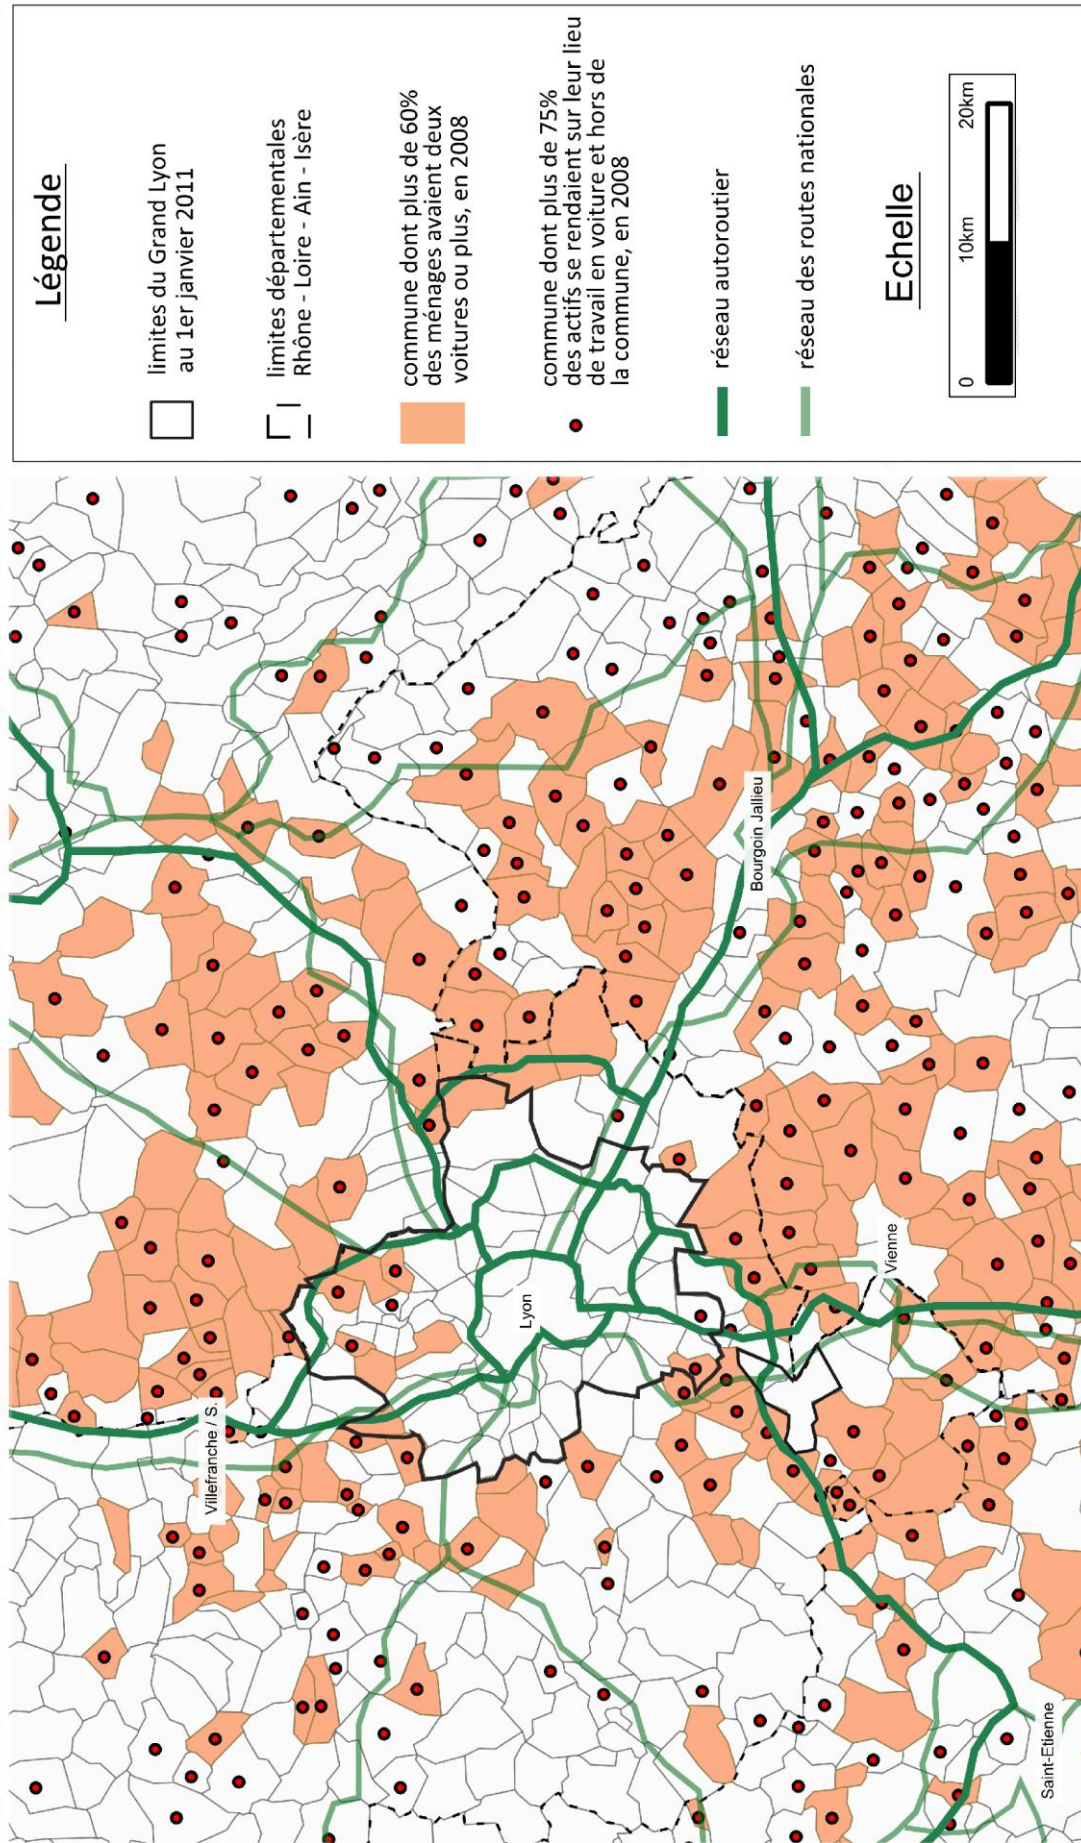 Légende
limites du Grand Lyon
au 1er janvier 2011
limites départementales
Rhône - Loire - Ain - Isère
commune dont plus de 60%
des ménages avaient deux
voitures ou plus, en 2008
commune dont plus de 75%
des actifs se rendaient sur leur lieu
de travail en voiture et hors de
la commune, en 2008
réseau autoroutier
réseau des routes nationales
Echelle
0 10km 20km
Villefranche / S.
Lyon
Bourgoin Jallieu
Vienne
Saint-Etienne